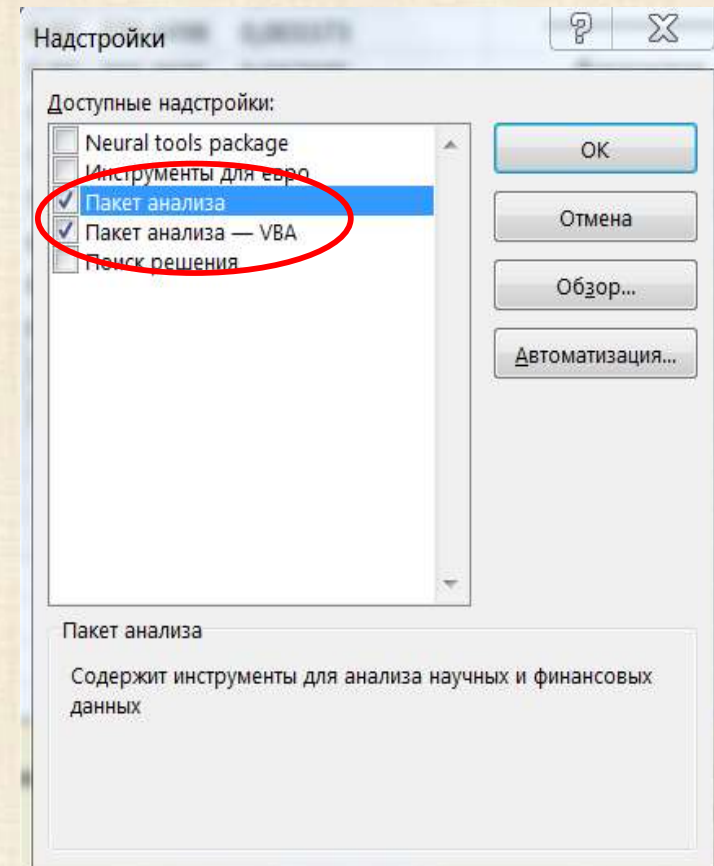 Надстройки
Доступные надстройки:
Neural tools package
Инструменты для евро
Пакет анализа
Пакет анализа — VBA
Поиск решения
ОК
Отмена
Обзор...
Автоматизация...
Пакет анализа
Содержит инструменты для анализа научных и финансовых
данных